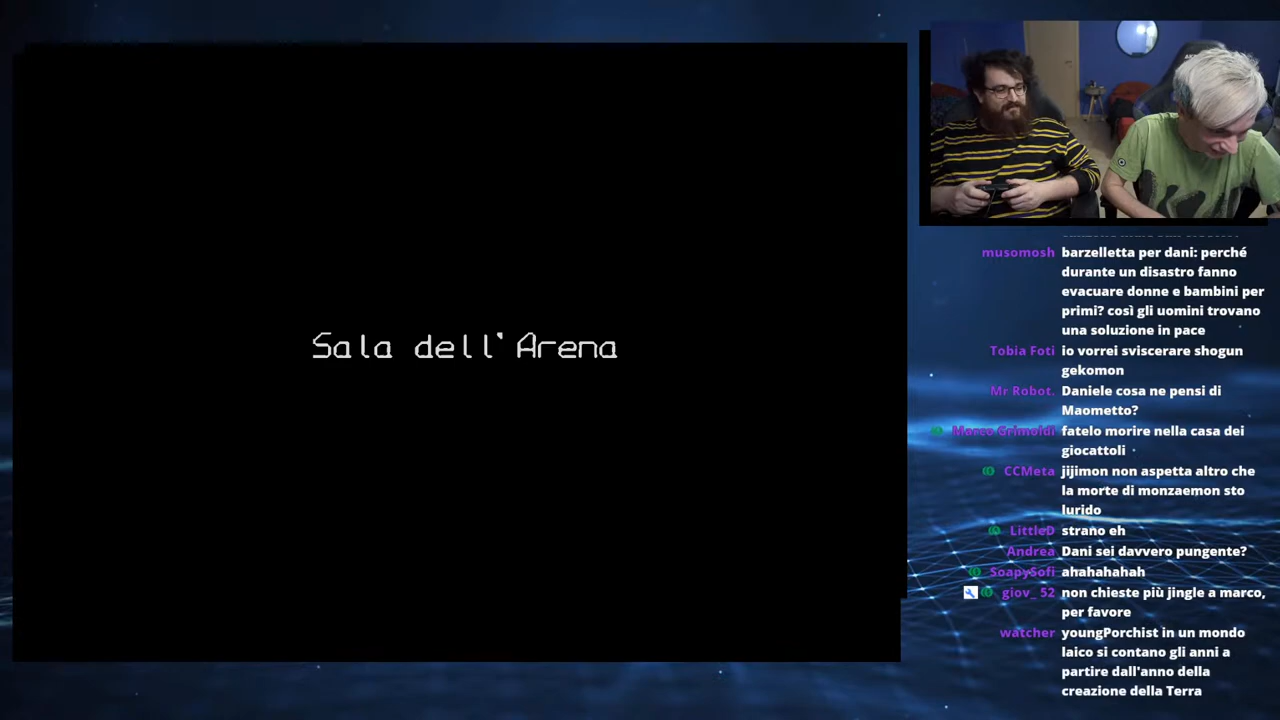 Sala dell'Arena
musomosh barzelletta per dani: perché
durante un disastro fanno
evacuare donne e bambini per
primi? così gli uomini trovano
una soluzione in pace
Tobia Foti io vorrei sviscerare shogun
gekomon
Mr Robot. Daniele cosa ne pensi di
Maometto?
Marco Grimoldi fatelo morire nella casa dei
giocattoli
CCMeta jijimon non aspetta altro che
la morte di monzaemon sto
lurido
LittleD strano eh
Andrea Dani sei davvero pungente?
SoapySofi ahahahahah
giov_ 52 non chieste più jingle a marco,
per favore
watcher youngPorchist in un mondo
laico si contano gli anni a
partire dall'anno della
creazione della Terra